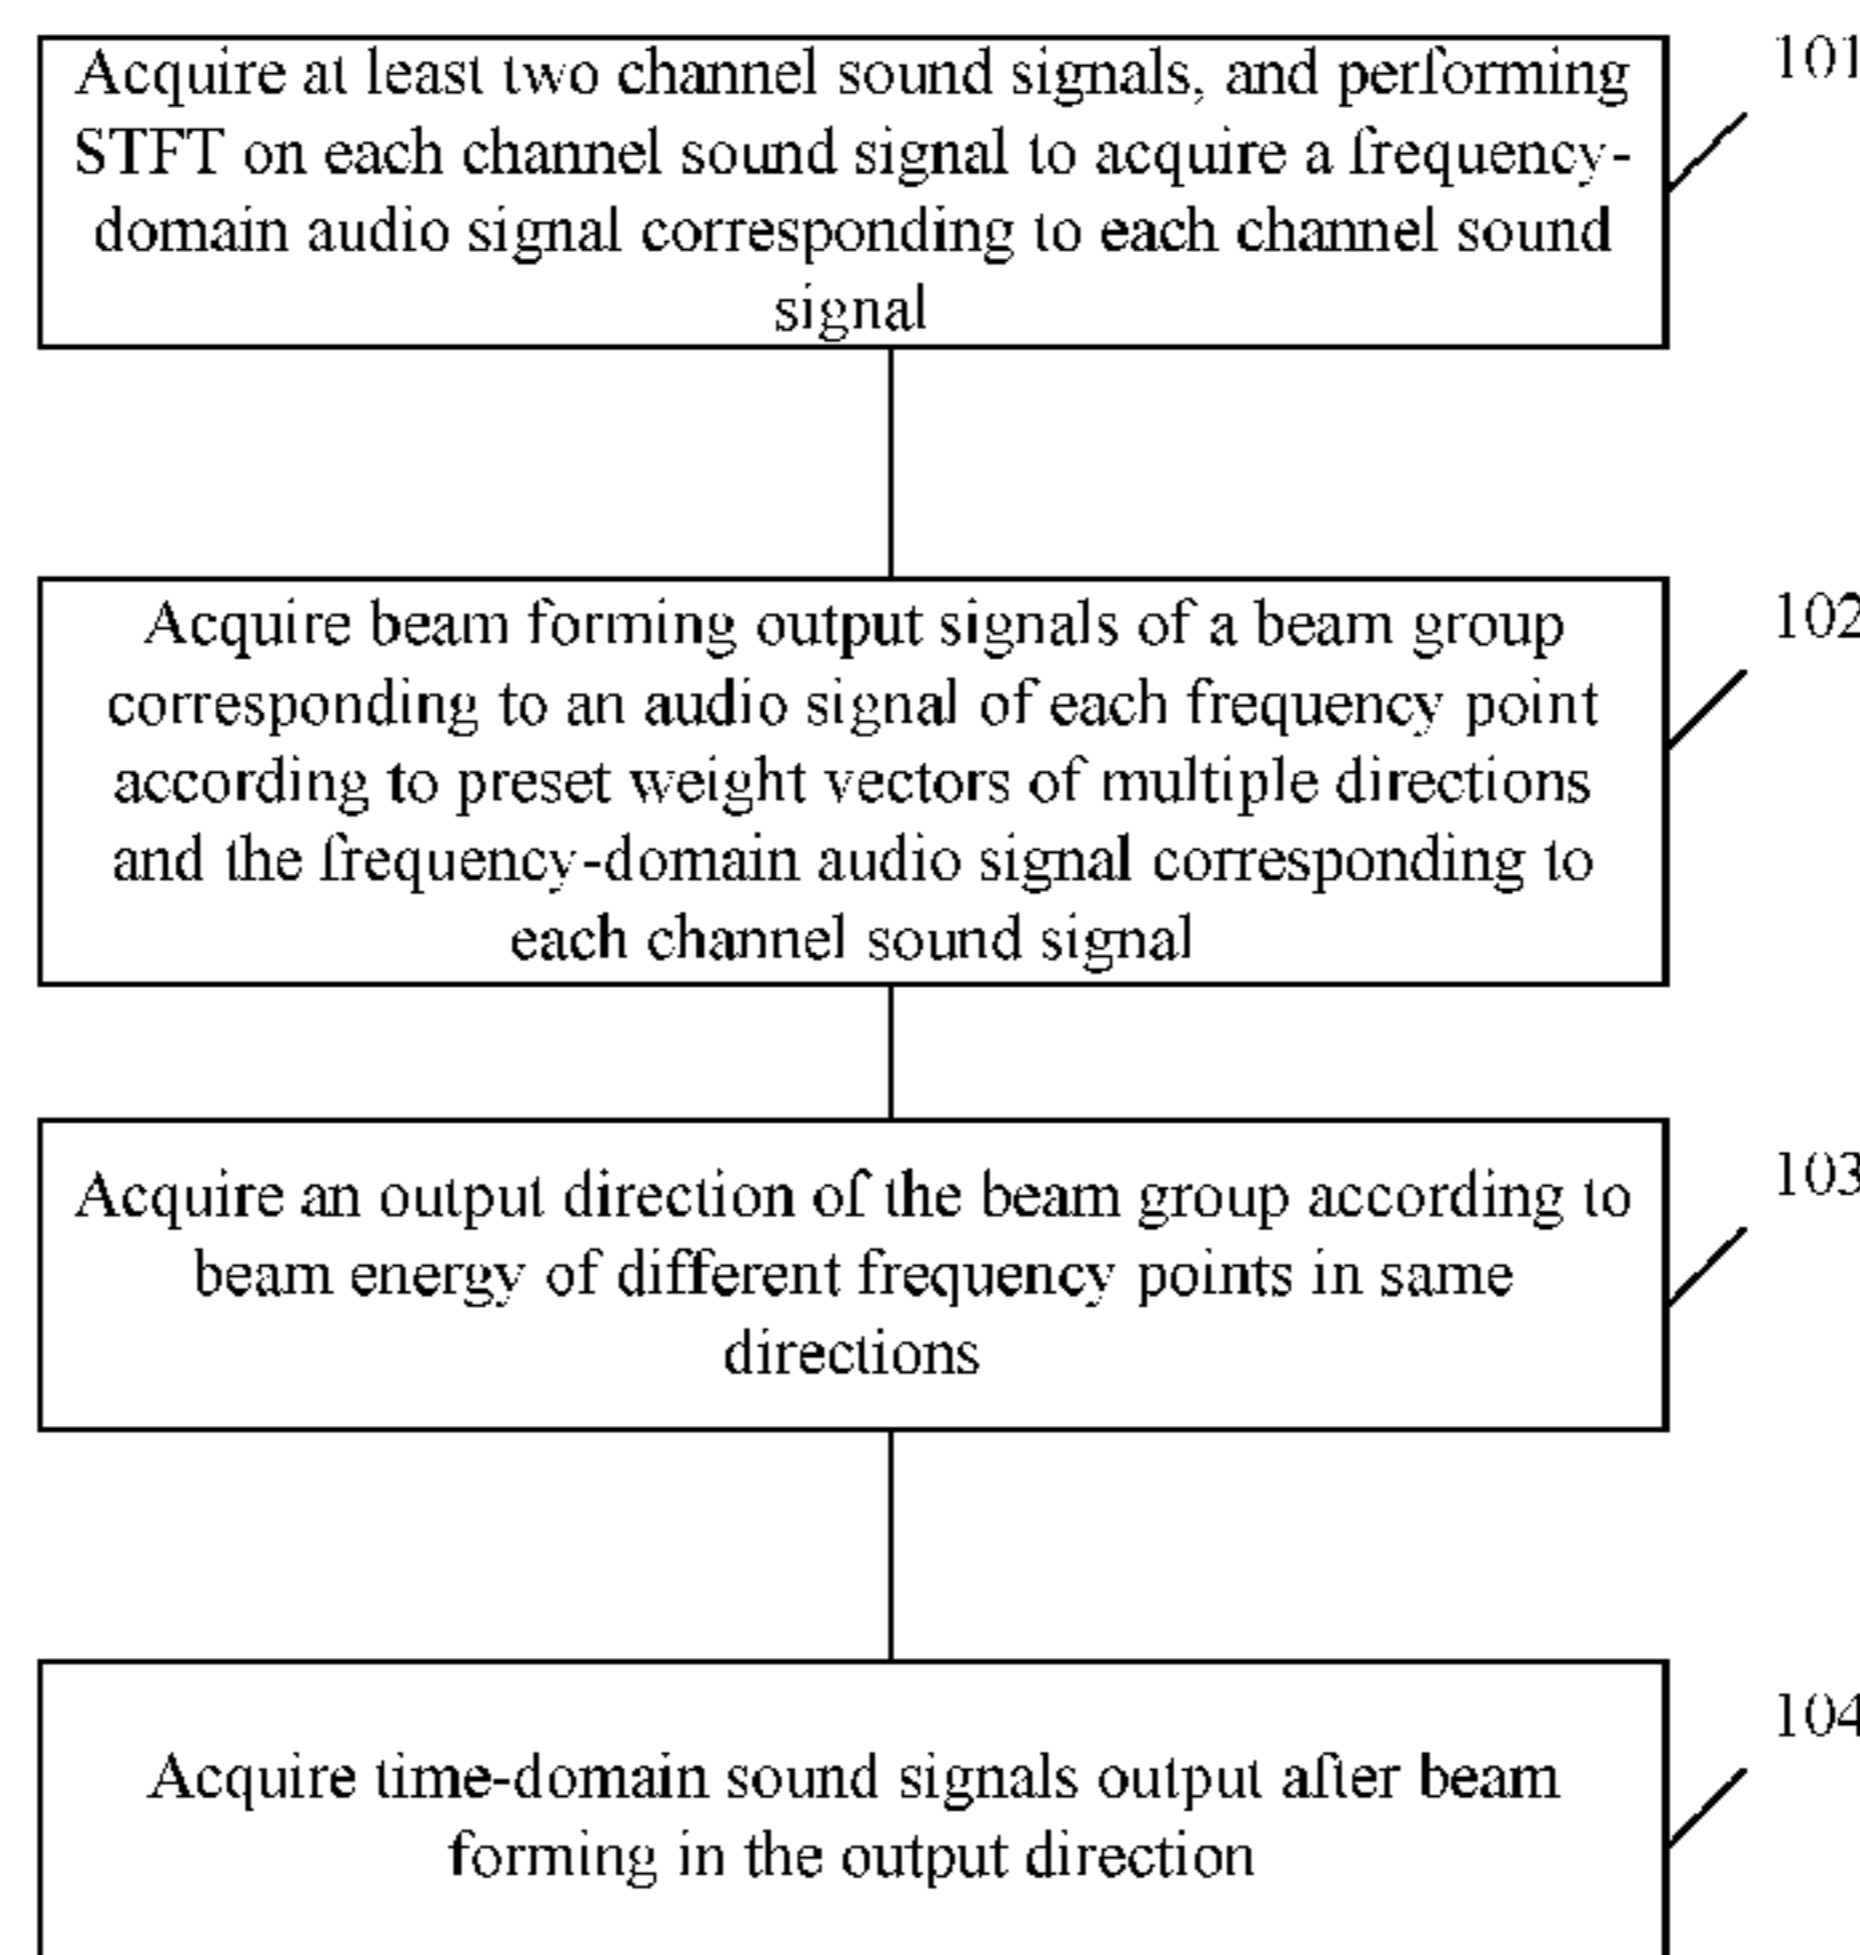 101
Acquire at least two channel sound signals, and performing
STFT on each channel sound signal to acquire a frequency-
domain audio signal corresponding to each channel sound
signal
102
Acquire beam forming output signals of a beam group
corresponding to an audio signal of each frequency point
according to preset weight vectors of multiple directions
and the frequency-domain audio signal corresponding to
each channel sound signal
103
Acquire an output direction of the beam group according to
beam energy of different frequency points in same
directions
104
Acquire time-domain sound signals output after beam
forming in the output direction